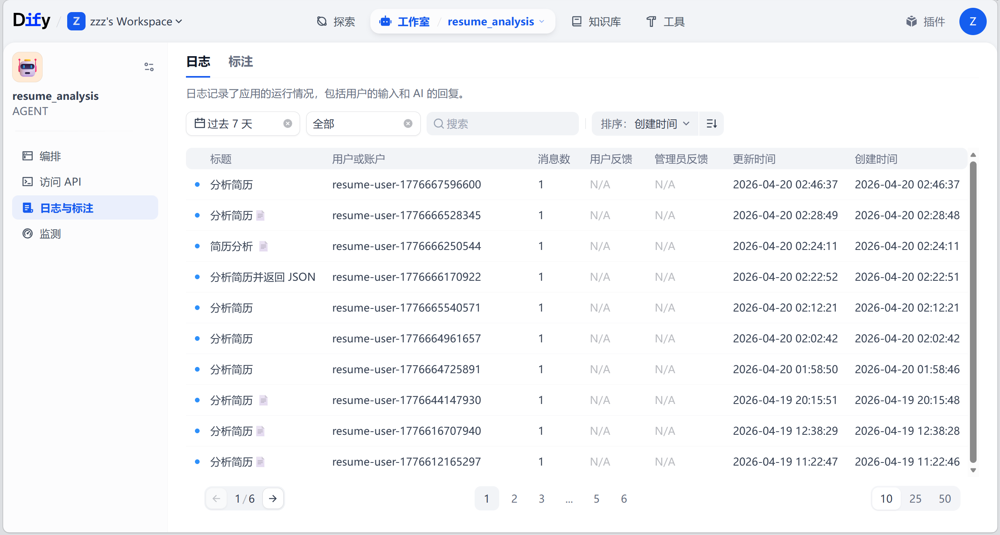 Dify / Z zzz's Workspace 探索 工作室 / resume_analysis 知识库 工具 插件 Z
resume_analysis
AGENT
编排
访问 API
日志与标注
监测
日志 标注
日志记录了应用的运行情况，包括用户的输入和 AI 的回复。
过去 7 天 全部 搜索 排序： 创建时间
标题 用户或账户 消息数 用户反馈 管理员反馈 更新时间 创建时间
分析简历 resume-user-1776667596600 1 N/A N/A 2026-04-20 02:46:37 2026-04-20 02:46:37
分析简历 resume-user-1776666528345 1 N/A N/A 2026-04-20 02:28:49 2026-04-20 02:28:48
简历分析 resume-user-1776666250544 1 N/A N/A 2026-04-20 02:24:11 2026-04-20 02:24:11
分析简历并返回 JSON resume-user-1776666170922 1 N/A N/A 2026-04-20 02:22:52 2026-04-20 02:22:51
分析简历 resume-user-1776665540571 1 N/A N/A 2026-04-20 02:12:21 2026-04-20 02:12:21
分析简历 resume-user-1776664961657 1 N/A N/A 2026-04-20 02:02:42 2026-04-20 02:02:42
分析简历 resume-user-1776664725891 1 N/A N/A 2026-04-20 01:58:50 2026-04-20 01:58:46
分析简历 resume-user-1776644147930 1 N/A N/A 2026-04-19 20:15:51 2026-04-19 20:15:48
分析简历 resume-user-1776616707940 1 N/A N/A 2026-04-19 12:38:29 2026-04-19 12:38:28
分析简历 resume-user-1776612165297 1 N/A N/A 2026-04-19 11:22:47 2026-04-19 11:22:46
1 / 6 1 2 3 ... 5 6 10 25 50